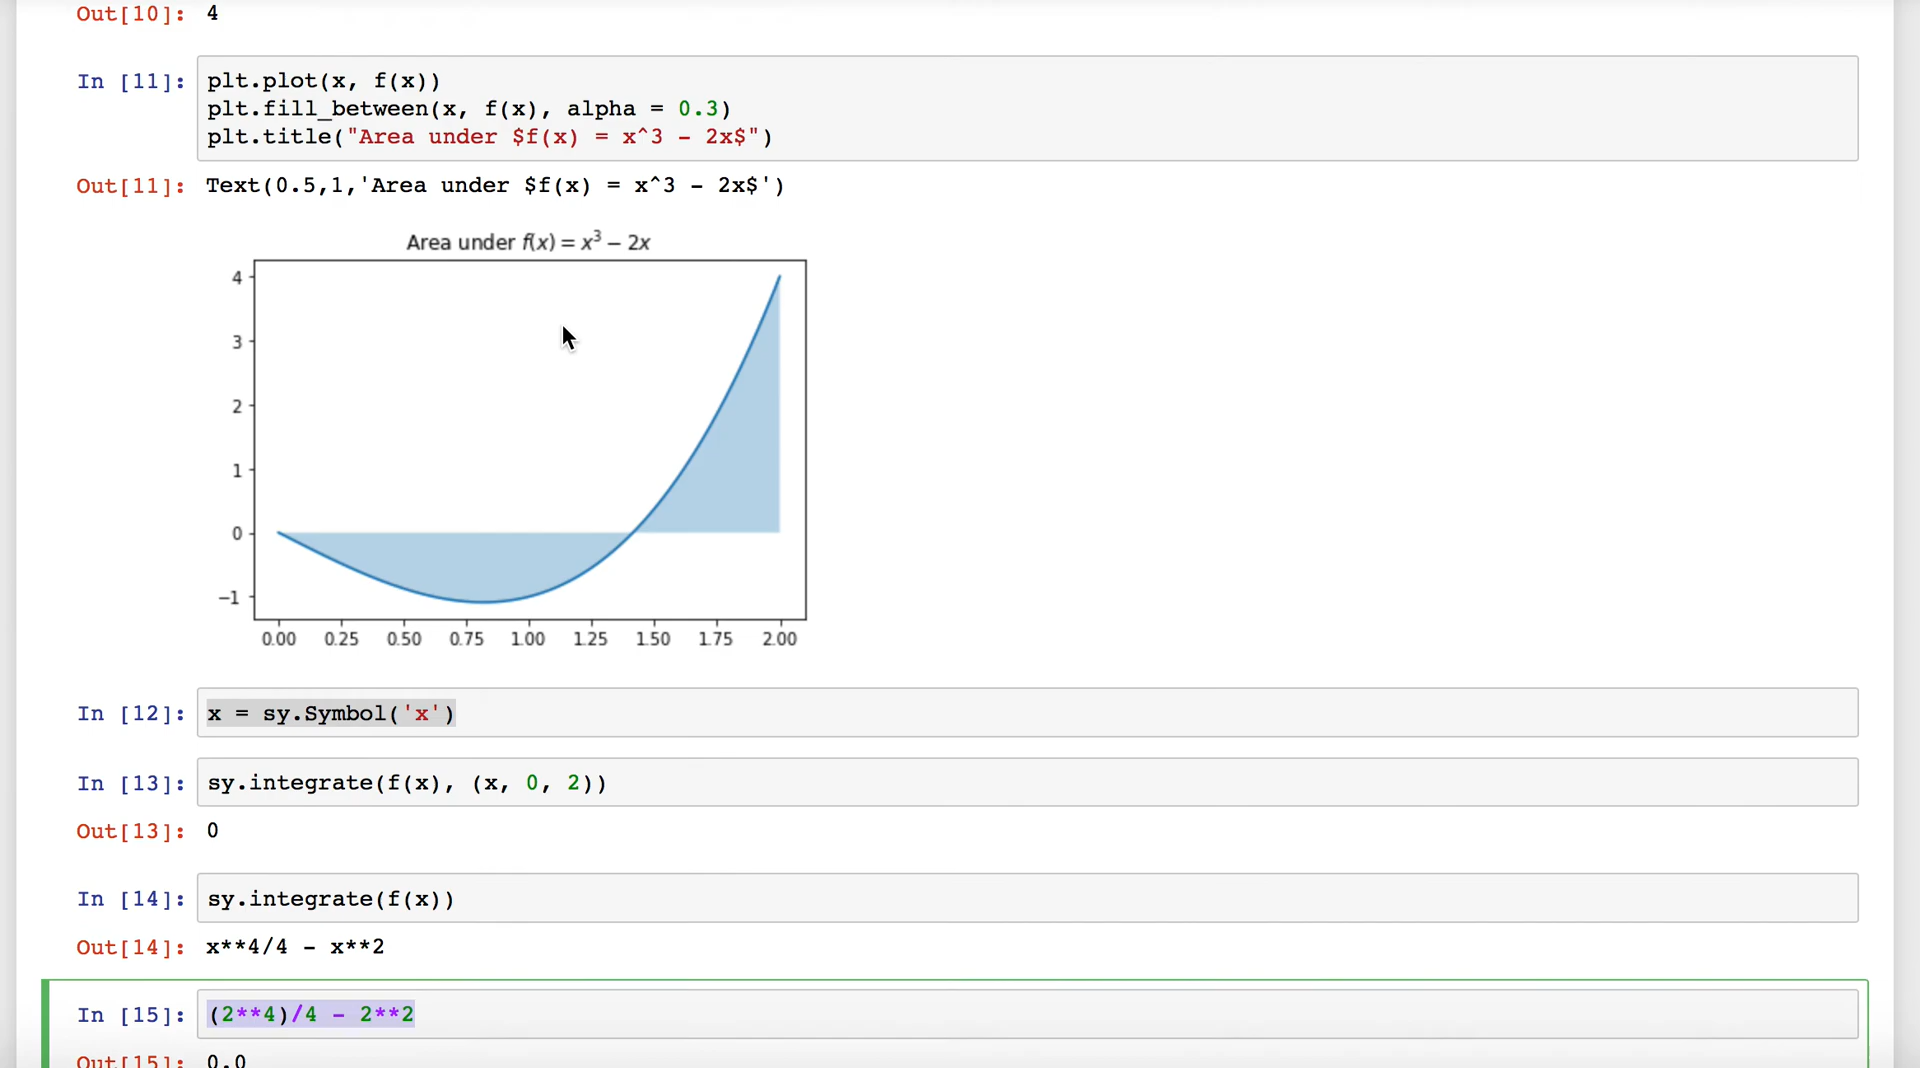 Out[10]: 4
In [11]: plt.plot(x, f(x))
plt.fill_between(x, f(x), alpha = 0.3)
plt.title("Area under $f(x) = x^3 - 2x$")
Out[11]: Text(0.5,1,'Area under $f(x) = x^3 - 2x$')
Area under f(x) = x³ − 2x
4
3
2
1
0
−1
0.00 0.25 0.50 0.75 1.00 1.25 1.50 1.75 2.00
In [12]: x = sy.Symbol('x')
In [13]: sy.integrate(f(x), (x, 0, 2))
Out[13]: 0
In [14]: sy.integrate(f(x))
Out[14]: x**4/4 - x**2
In [15]: (2**4)/4 - 2**2
Out[15]: 0.0